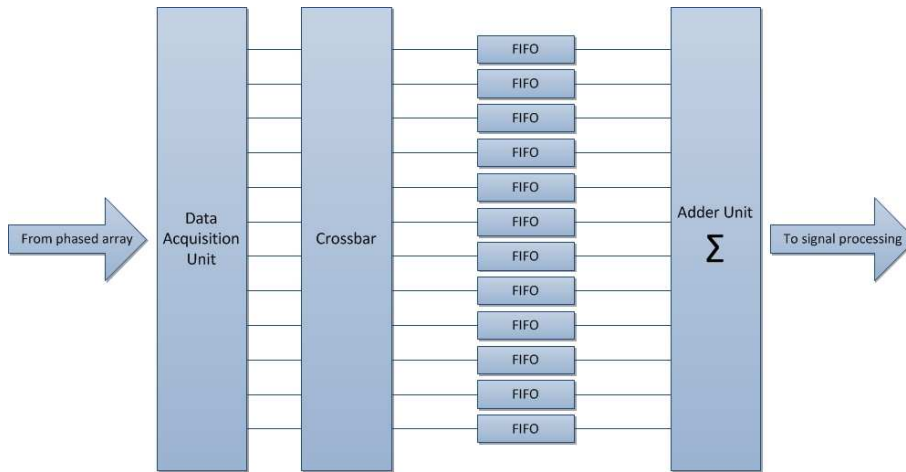 From phased array
Data
Acquisition
Unit
Crossbar
FIFO
FIFO
FIFO
FIFO
FIFO
FIFO
FIFO
FIFO
FIFO
FIFO
FIFO
FIFO
Adder Unit
Σ
To signal processing